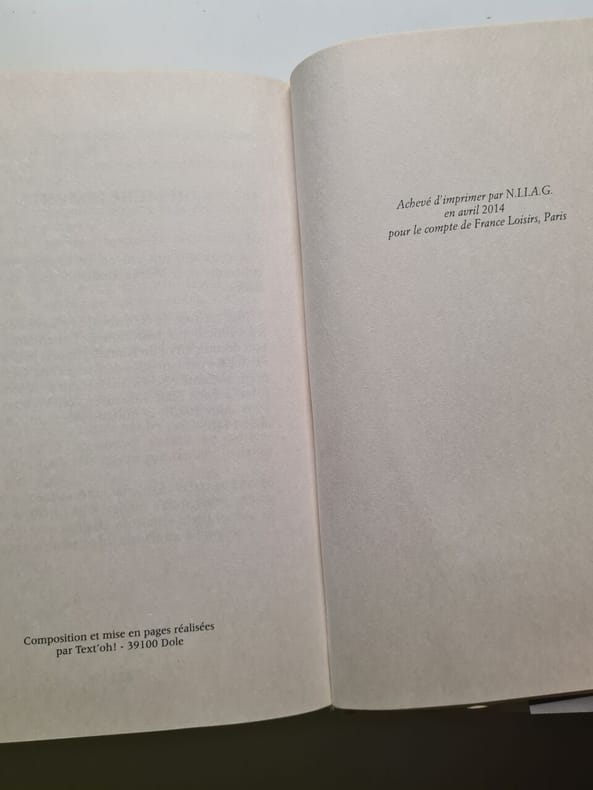 Composition et mise en pages réalisées
par Text'oh! - 39100 Dole
Achevé d'imprimer par N.I.I.A.G.
en avril 2014
pour le compte de France Loisirs, Paris